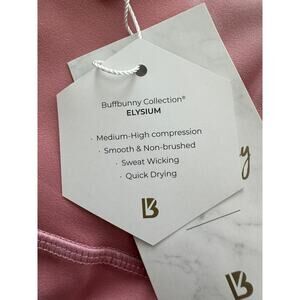 Buffbunny Collection®
ELYSIUM
· Medium-High compression
· Smooth & Non-brushed
· Sweat Wicking
· Quick Drying